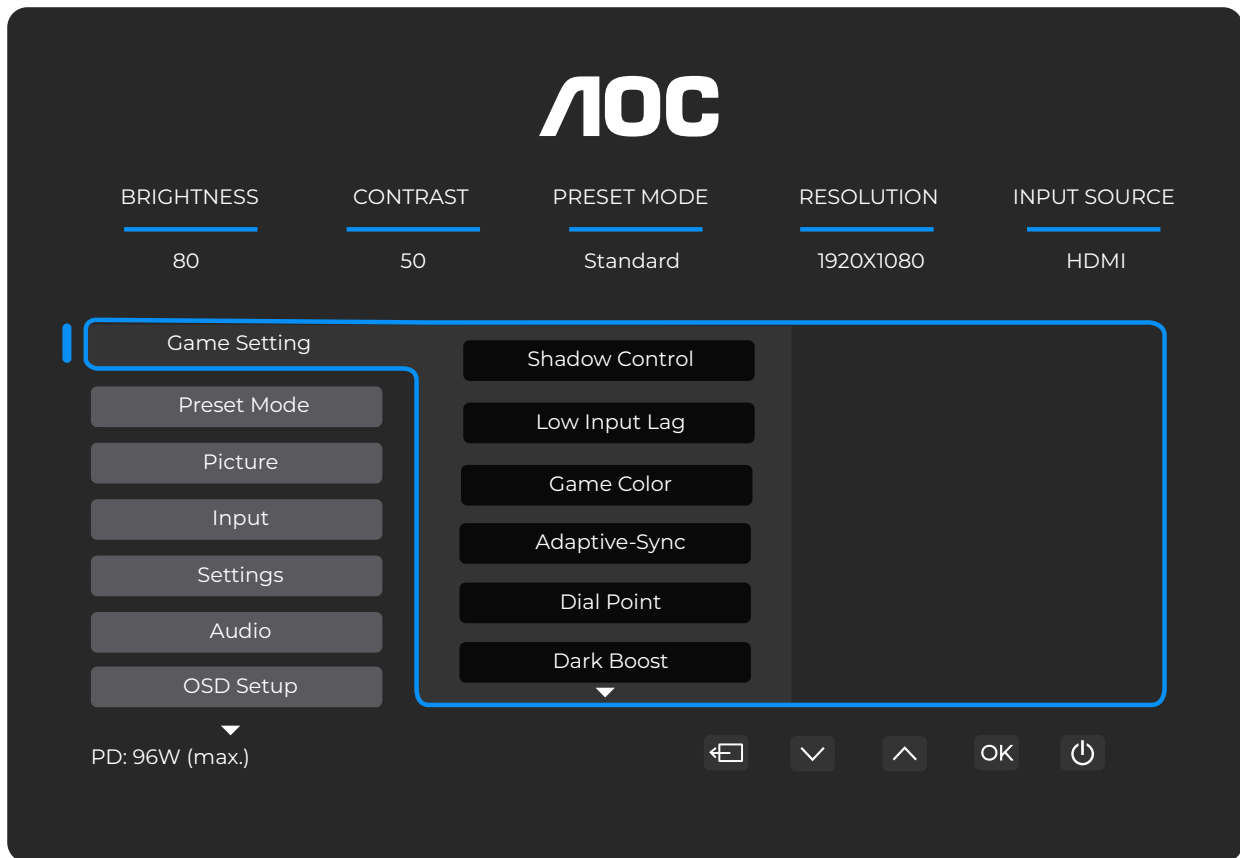 AOC
BRIGHTNESS CONTRAST PRESET MODE RESOLUTION INPUT SOURCE
80 50 Standard 1920X1080 HDMI
Game Setting
Preset Mode
Picture
Input
Settings
Audio
OSD Setup
Shadow Control
Low Input Lag
Game Color
Adaptive-Sync
Dial Point
Dark Boost
PD: 96W (max.)
OK